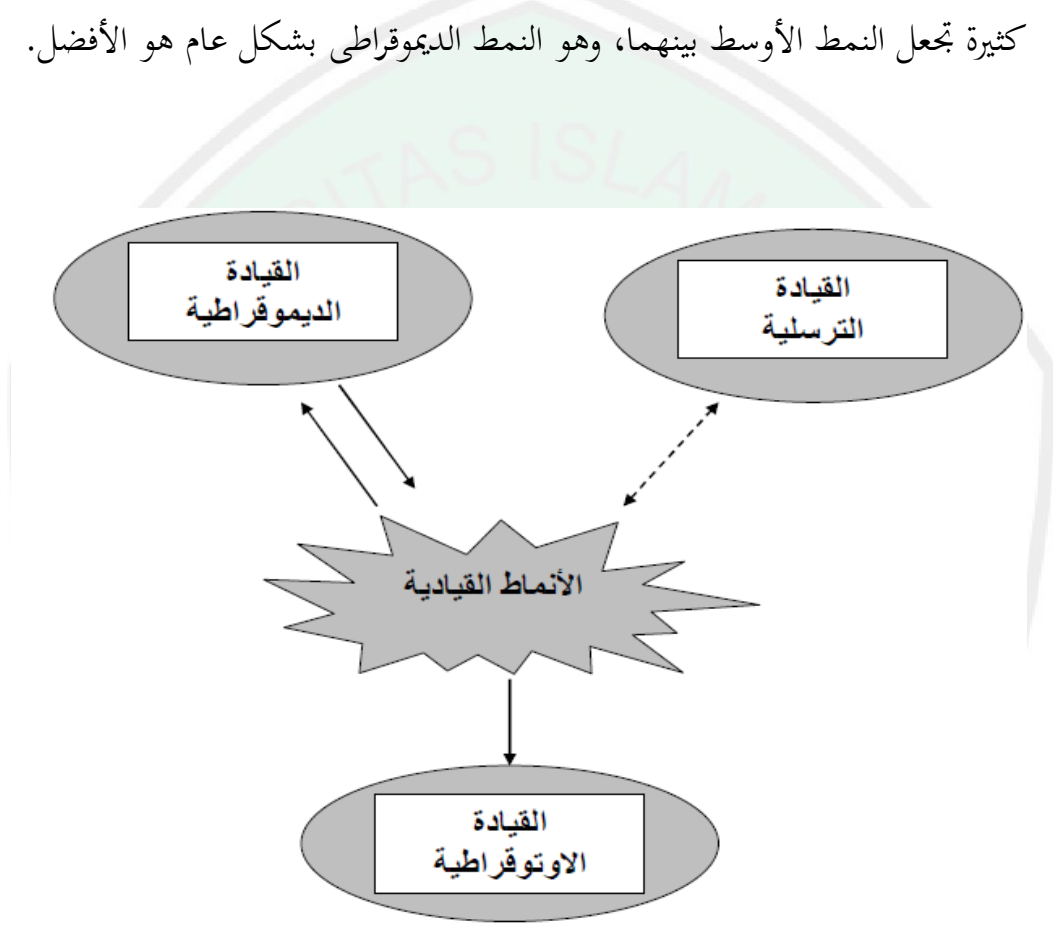 كثيرة تجعل النمط الأوسط بينهما، وهو النمط الديموقراطى بشكل عام هو الأفضل.
القيادة
الترسلية
القيادة
الديموقراطية
الأنماط القيادية
القيادة
الاوتوقراطية